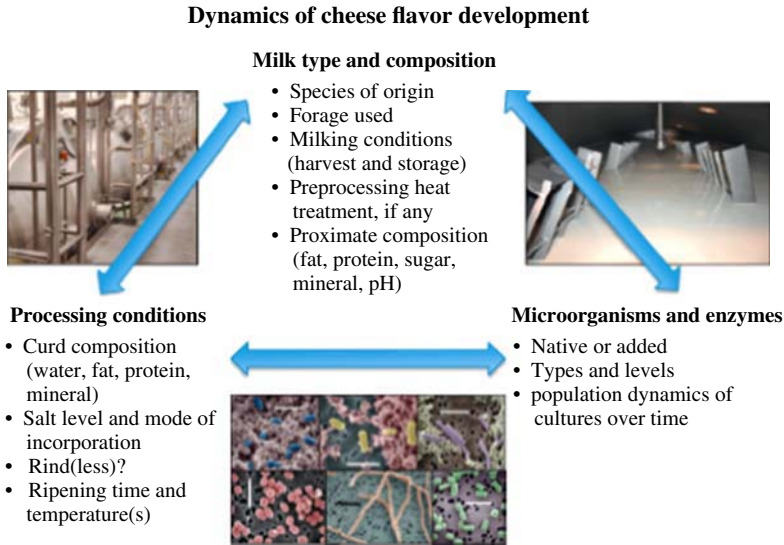 Dynamics of cheese flavor development
Milk type and composition
• Species of origin
• Forage used
• Milking conditions
(harvest and storage)
• Preprocessing heat
treatment, if any
• Proximate composition
(fat, protein, sugar,
mineral, pH)
Processing conditions
• Curd composition
(water, fat, protein,
mineral)
• Salt level and mode of
incorporation
• Rind(less)?
• Ripening time and
temperature(s)
Microorganisms and enzymes
• Native or added
• Types and levels
• population dynamics of
cultures over time